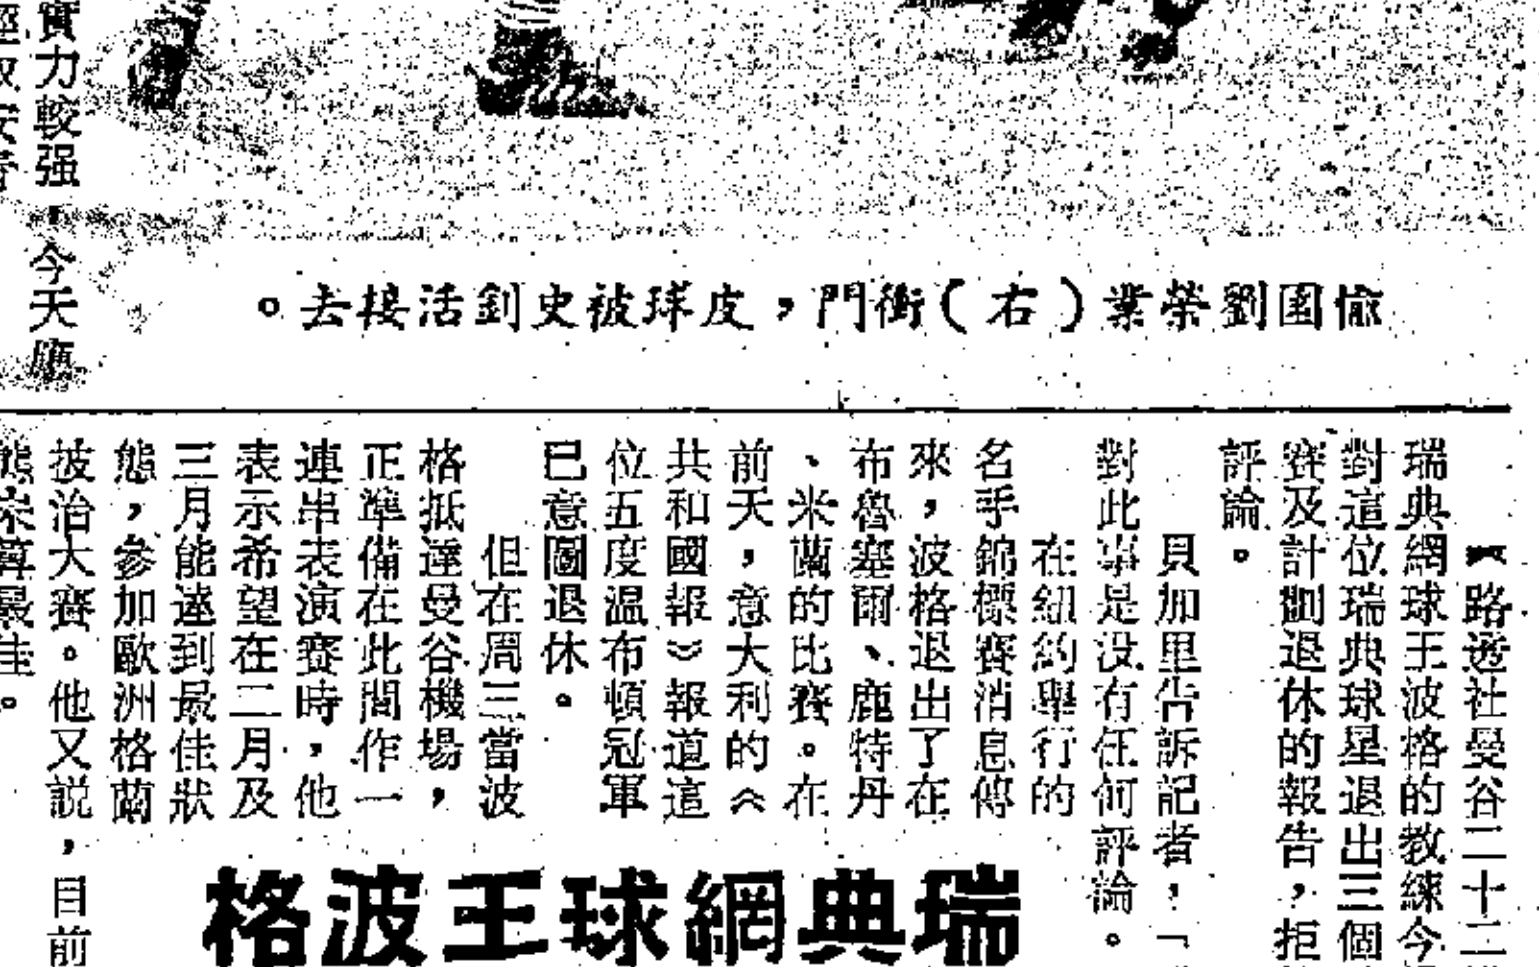 愉園劉榮業(右)衝門，皮球被史釗活接去。
【路透社曼谷二十二
瑞典網球王波格的教練今
對這位瑞典球星退出三個
賽及計劃退休的報告，拒
評論。
貝加里告訴記者，「
對此事是没有任何評論。
在紐約舉行的
名手錦標賽消息傳
來，波格退出了在
布魯塞爾、鹿特丹
、米蘭的比賽。在
前天，意大利的《
共和國報》報道這
位五度温布頓冠軍
已意圖退休。
但在周三當波
格抵達曼谷機場，
正準備在此間作一
連串表演賽時，他
表示希望在二月及
三月能達到最佳狀
態，參加歐洲格蘭
披治大賽。他又説，目前
瑞典網球王波格
實力較强，今天應